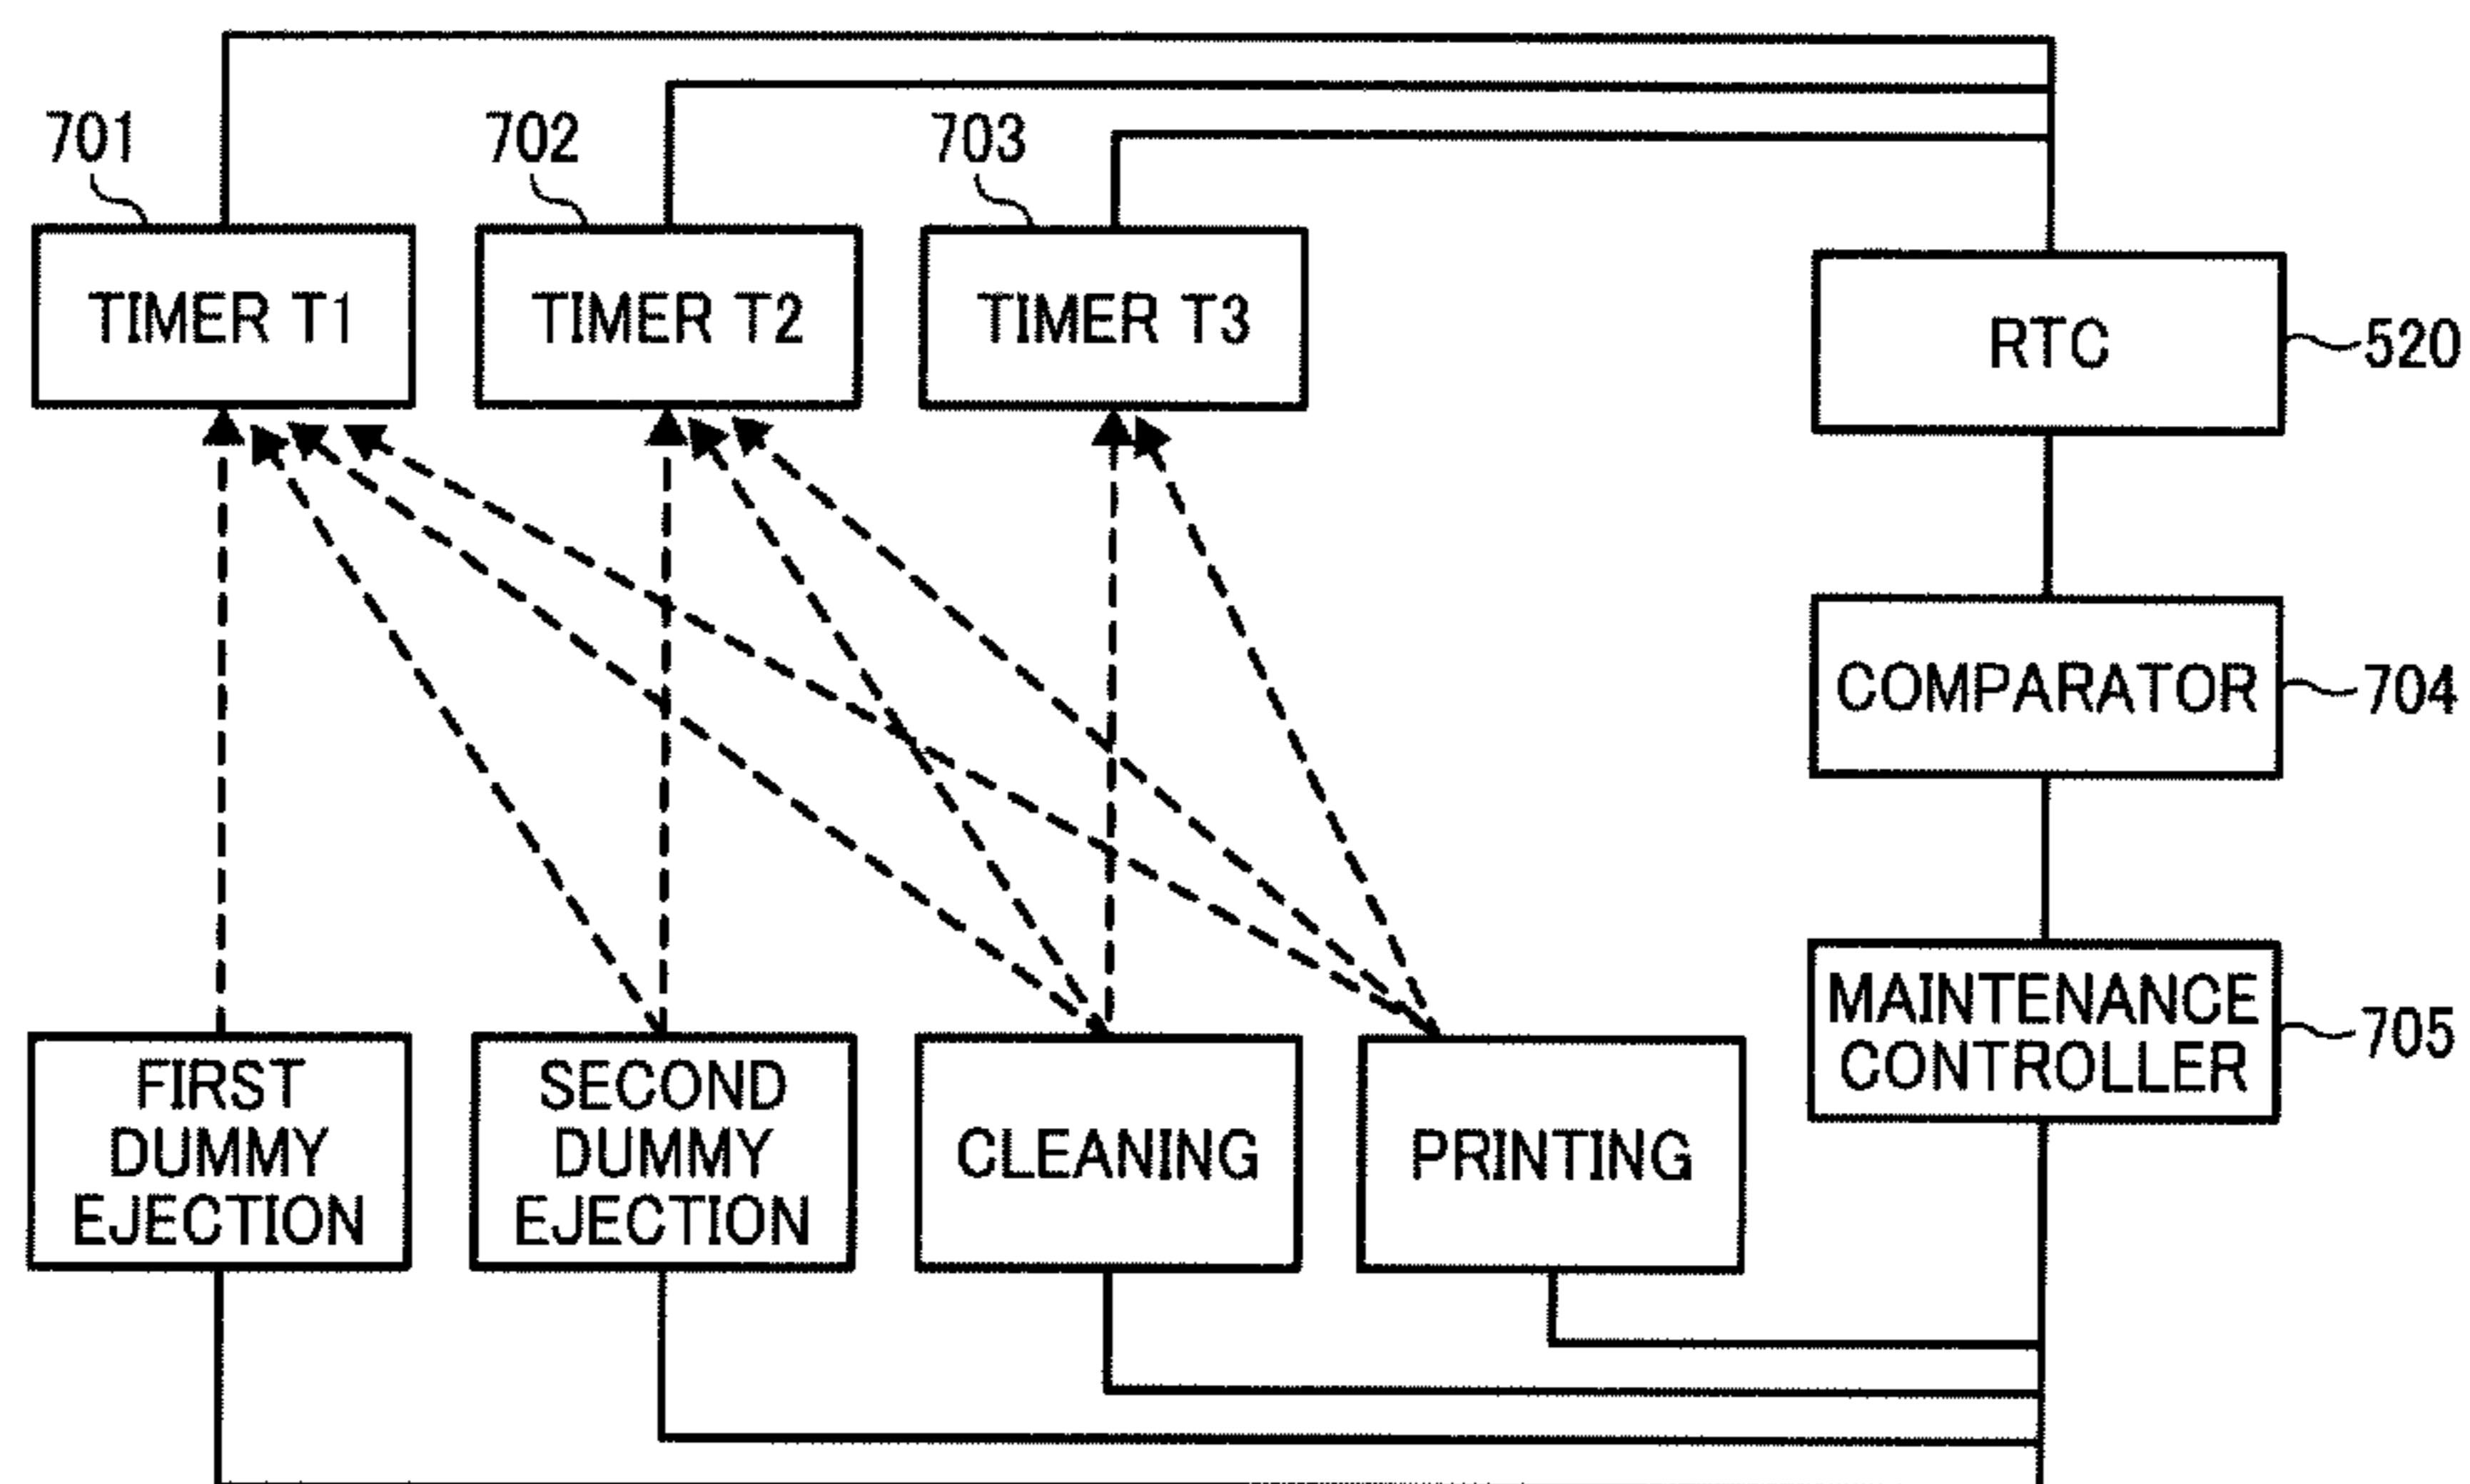 701
702
703
TIMER T1
TIMER T2
TIMER T3
RTC
520
COMPARATOR
704
MAINTENANCE
CONTROLLER
705
FIRST
DUMMY
EJECTION
SECOND
DUMMY
EJECTION
CLEANING
PRINTING